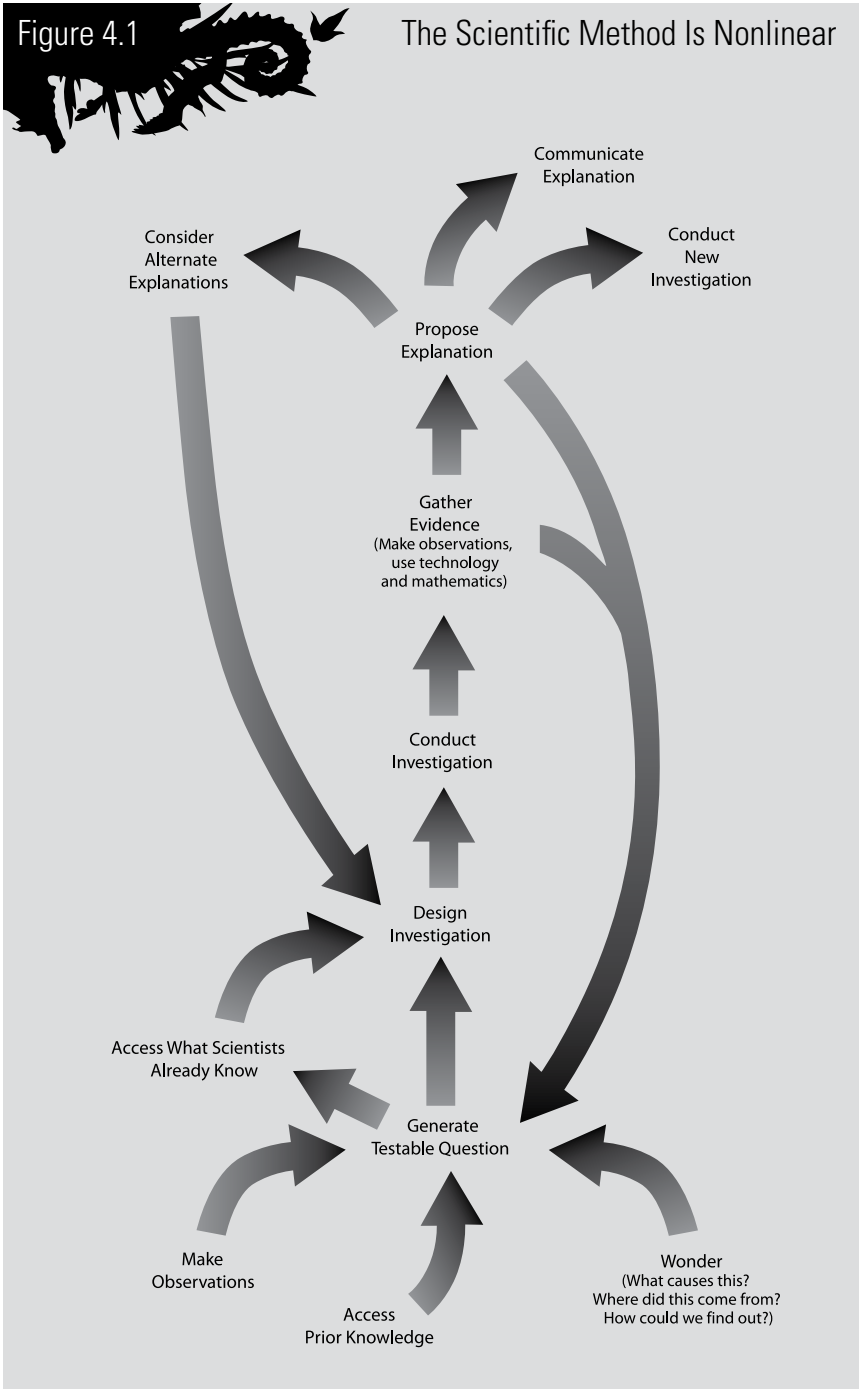 Figure 4.1
The Scientific Method Is Nonlinear
Communicate
Explanation
Consider
Alternate
Explanations
Conduct
New
Investigation
Propose
Explanation
Gather
Evidence
(Make observations,
use technology
and mathematics)
Conduct
Investigation
Design
Investigation
Access What Scientists
Already Know
Generate
Testable Question
Make
Observations
Access
Prior Knowledge
Wonder
(What causes this?
Where did this come from?
How could we find out?)